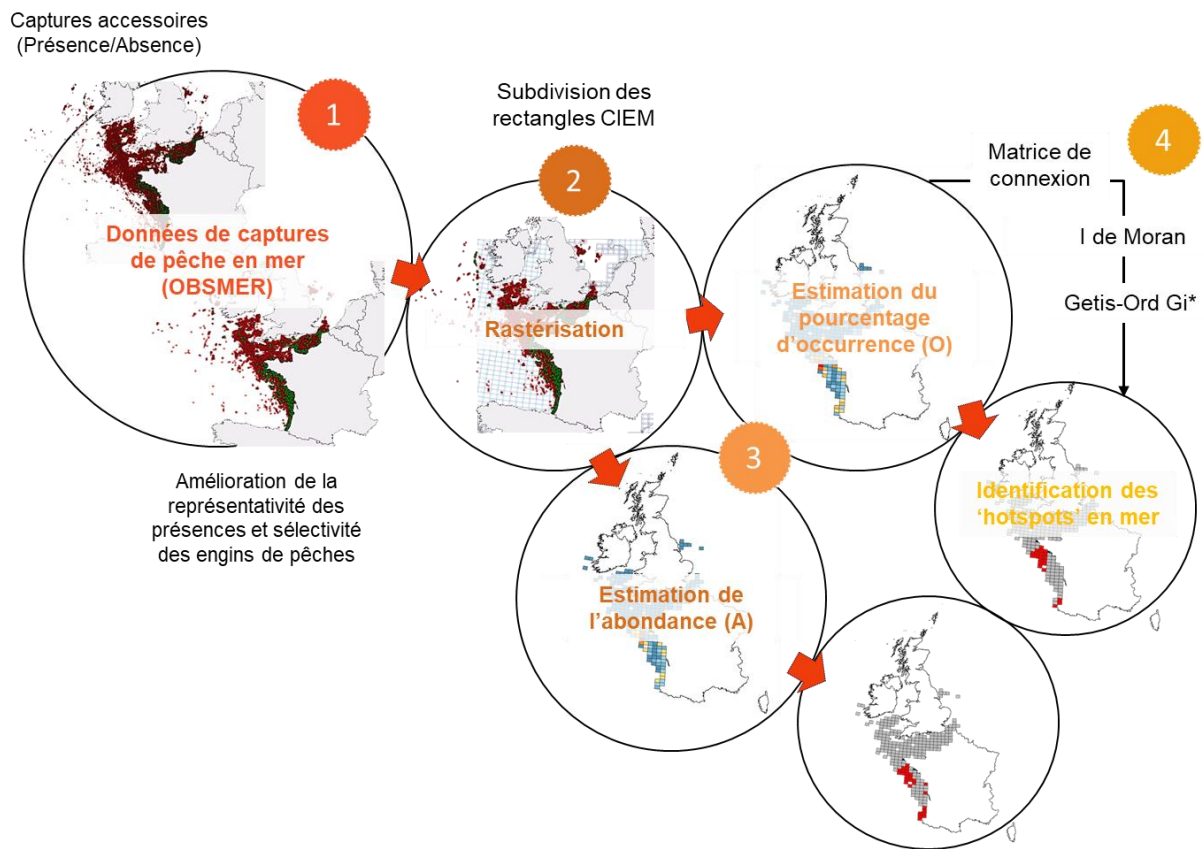 Captures accessoires
(Présence/Absence)
1
Données de captures
de pêche en mer
(OBSMER)
Amélioration de la
représentativité des
présences et sélectivité
des engins de pêches
Subdivision des
rectangles CIEM
2
Rastérisation
3
Estimation du
pourcentage
d'occurrence (O)
Estimation de
l'abondance (A)
4
Matrice de
connexion
I de Moran
Getis-Ord Gi*
Identification des
'hotspots' en mer